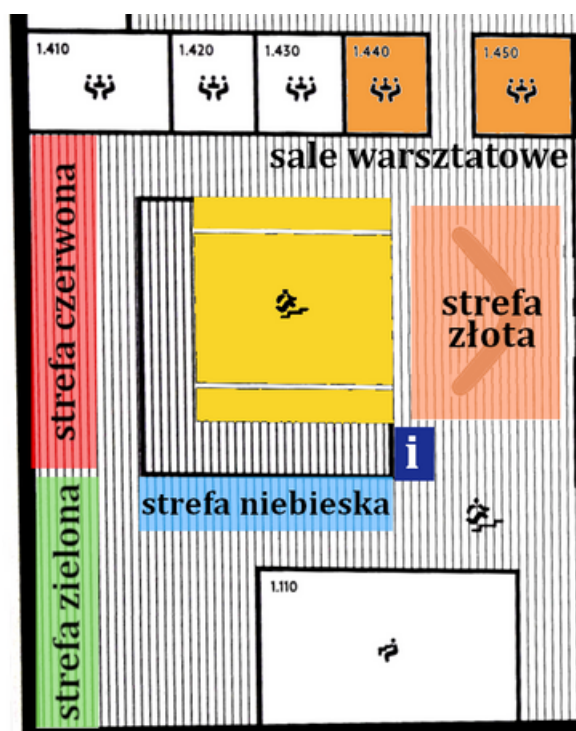 1.410
1.420
1.430
1.440
1.450
sale warsztatowe
strefa czerwona
strefa
złota
i
strefa niebieska
strefa zielona
1.110